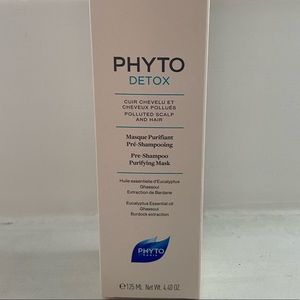 PHYTO
DETOX
CUIR CHEVELU ET
CHEVEUX POLLUÉS
POLLUTED SCALP
AND HAIR
Masque Purifiant
Pré-Shampooing
Pre-Shampoo
Purifying Mask
Huile essentielle d'Eucalyptus
Ghassoul
Extraction de Bardane
Eucalyptus Essential oil
Ghassoul
Burdock extraction
PHYTO
PARIS
℮ 125 ML Net Wt. 4.40 OZ.